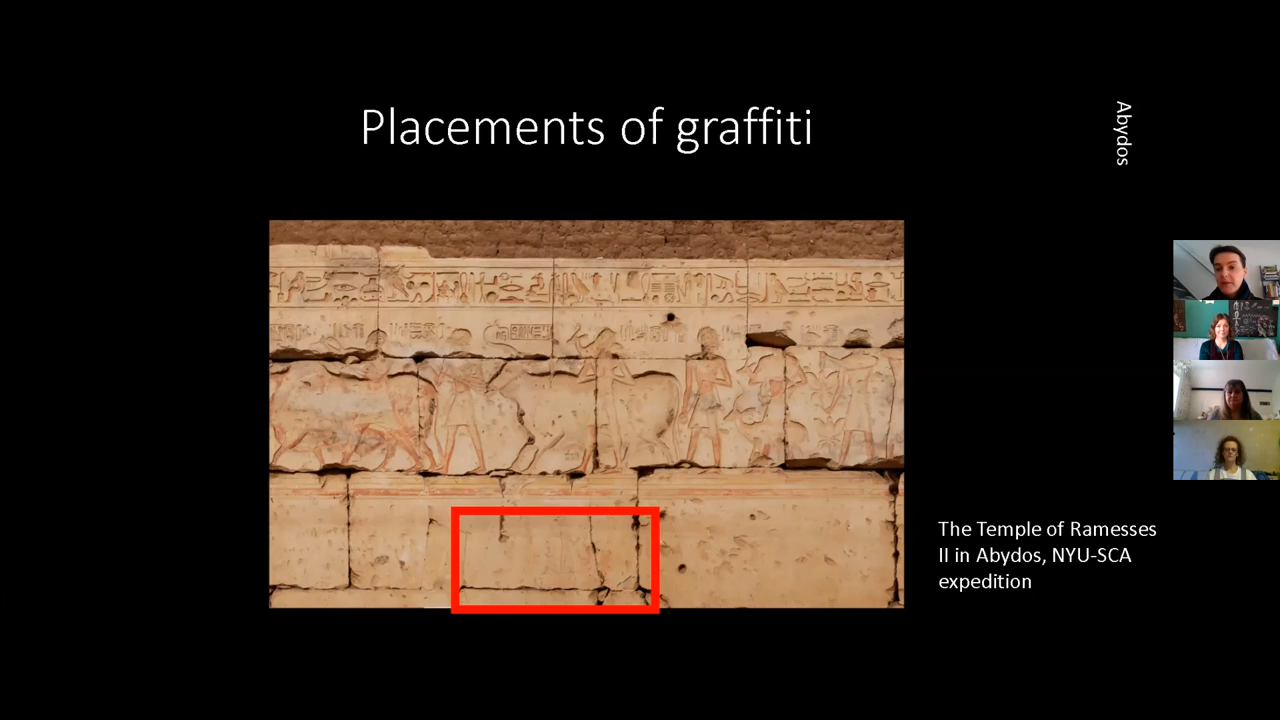 Placements of graffiti
Abydos
The Temple of Ramesses
II in Abydos, NYU-SCA
expedition